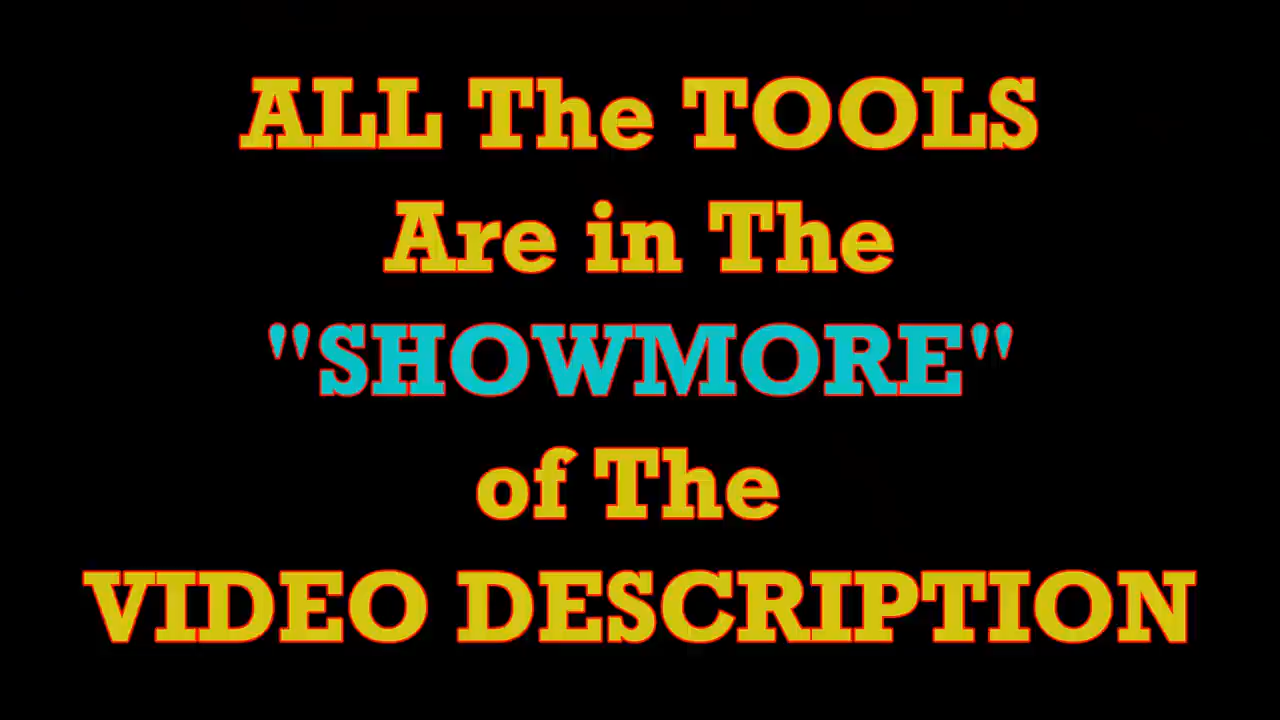 ALL The TOOLS
Are in The
"SHOWMORE"
of The
VIDEO DESCRIPTION